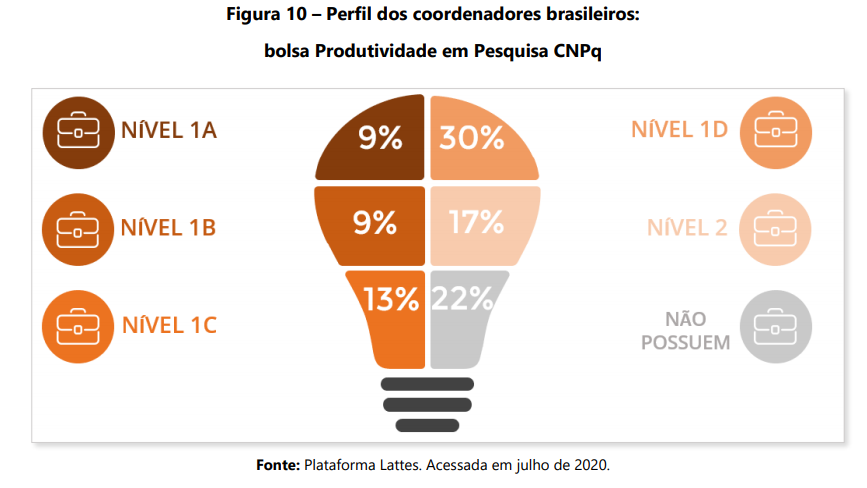 Figura 10 – Perfil dos coordenadores brasileiros:
bolsa Produtividade em Pesquisa CNPq
NÍVEL 1A
9%
30%
NÍVEL 1D
NÍVEL 1B
9%
17%
NÍVEL 2
NÍVEL 1C
13%
22%
NÃO
POSSUEM
Fonte: Plataforma Lattes. Acessada em julho de 2020.